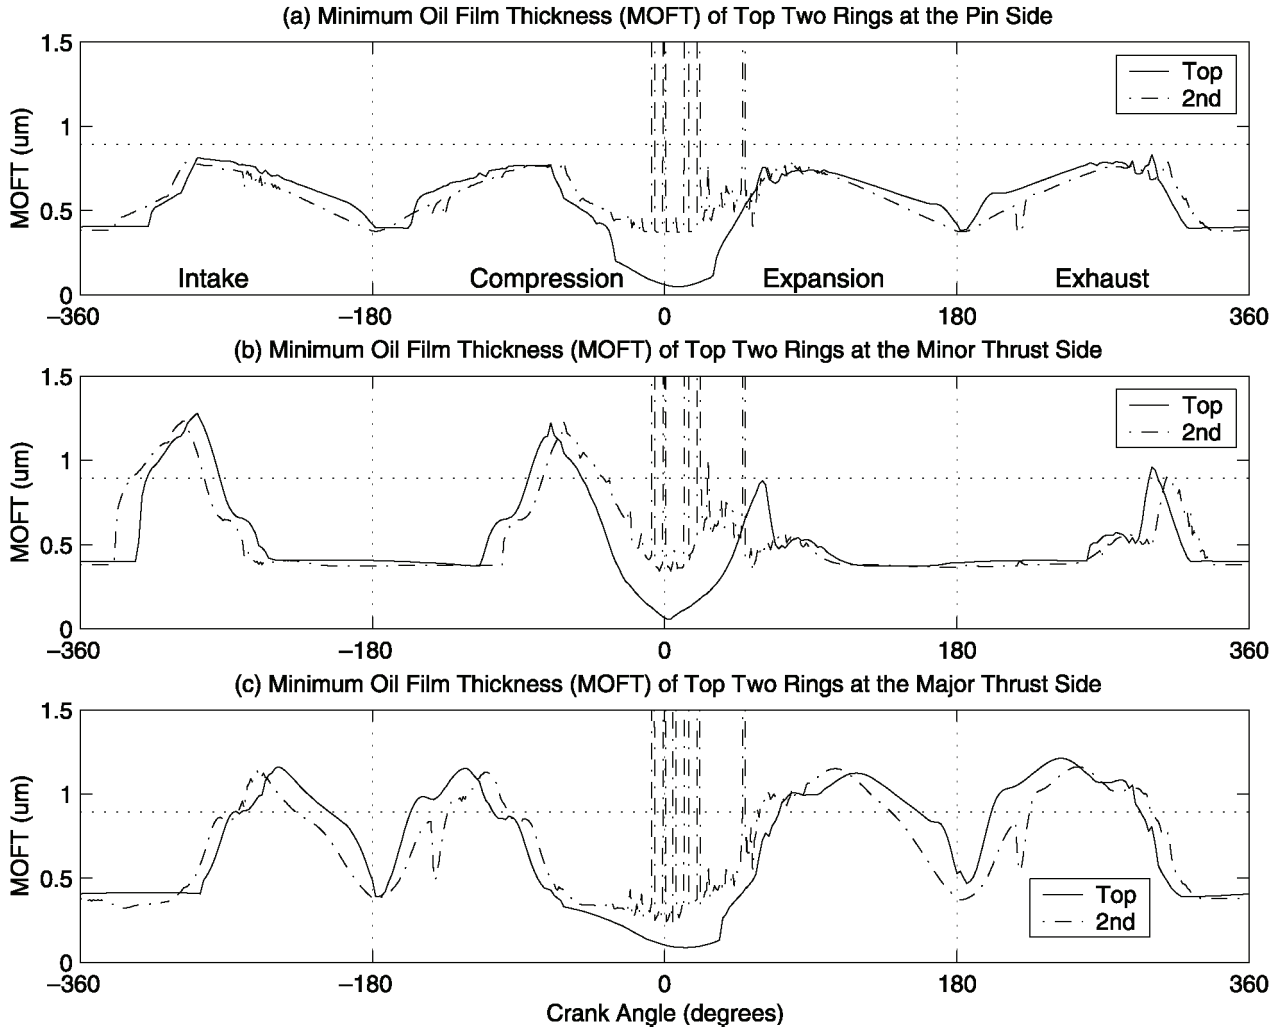 (a) Minimum Oil Film Thickness (MOFT) of Top Two Rings at the Pin Side
1.5
1
0.5
0
MOFT (um)
Top
2nd
Intake Compression Expansion Exhaust
−360 −180 0 180 360
(b) Minimum Oil Film Thickness (MOFT) of Top Two Rings at the Minor Thrust Side
1.5
1
0.5
0
MOFT (um)
Top
2nd
−360 −180 0 180 360
(c) Minimum Oil Film Thickness (MOFT) of Top Two Rings at the Major Thrust Side
1.5
1
0.5
0
MOFT (um)
Top
2nd
−360 −180 0 180 360
Crank Angle (degrees)